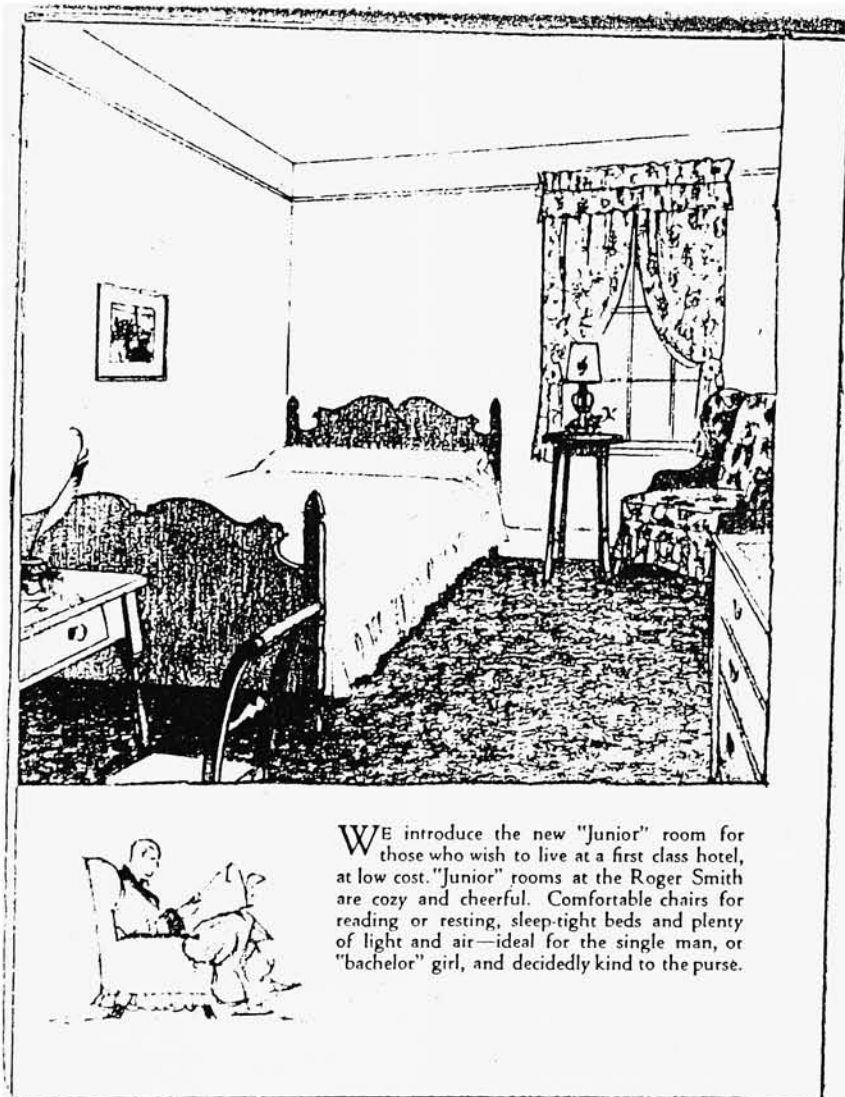 WE introduce the new "Junior" room for
those who wish to live at a first class hotel,
at low cost. "Junior" rooms at the Roger Smith
are cozy and cheerful. Comfortable chairs for
reading or resting, sleep-tight beds and plenty
of light and air—ideal for the single man, or
"bachelor" girl, and decidedly kind to the purse.